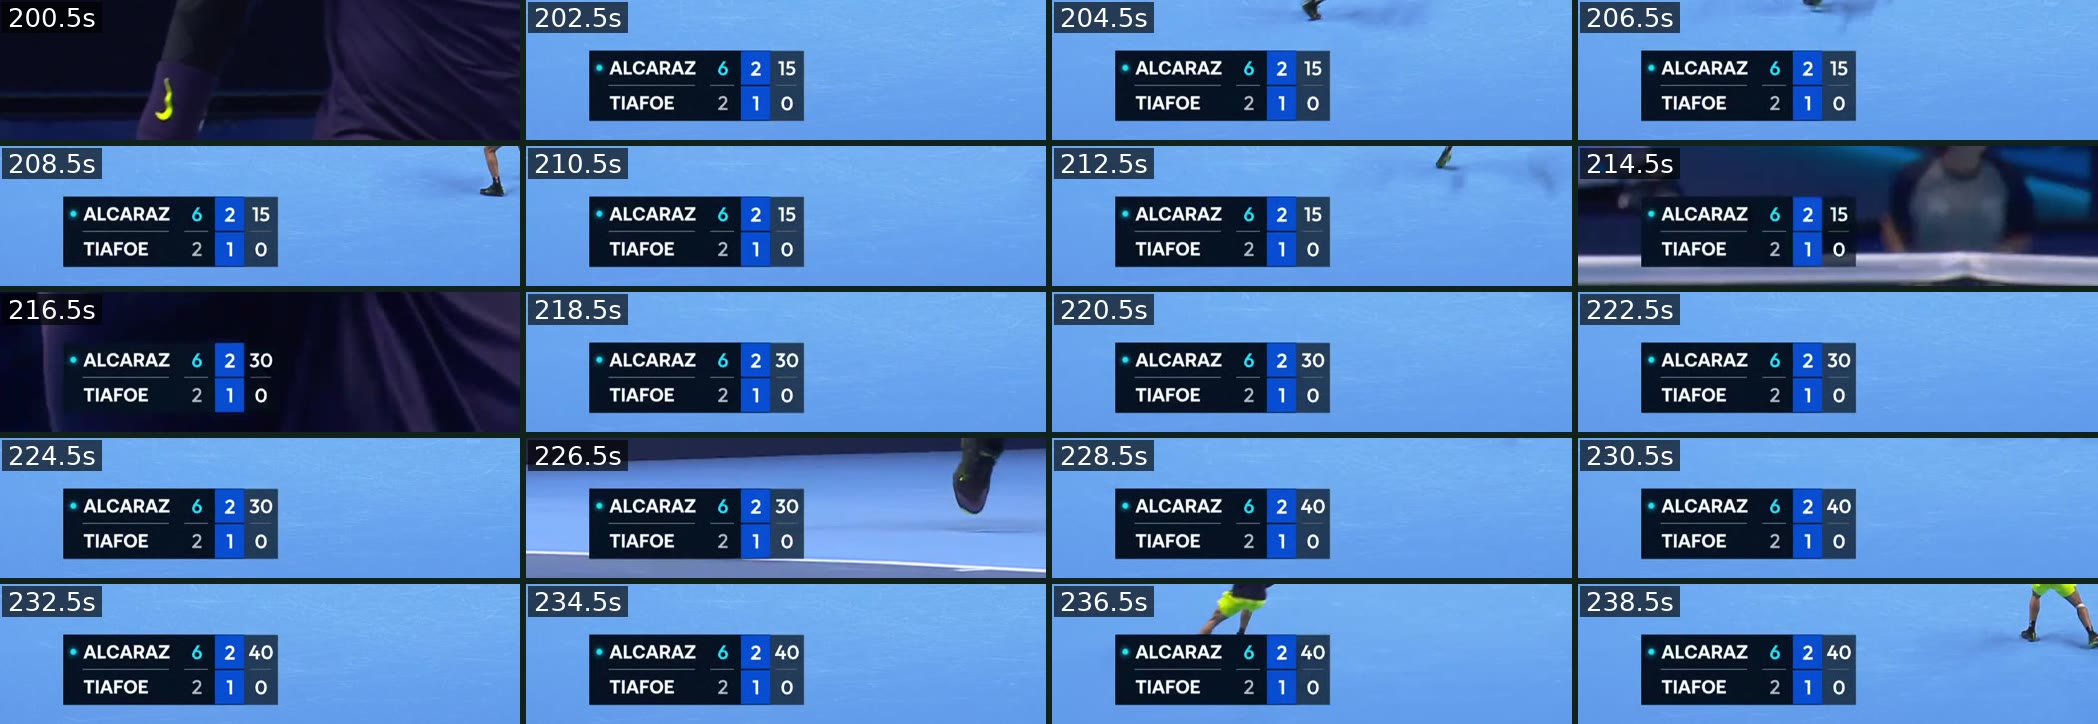 200.5s
202.5s
ALCARAZ 6 2 15
TIAFOE 2 1 0
204.5s
ALCARAZ 6 2 15
TIAFOE 2 1 0
206.5s
ALCARAZ 6 2 15
TIAFOE 2 1 0
208.5s
ALCARAZ 6 2 15
TIAFOE 2 1 0
210.5s
ALCARAZ 6 2 15
TIAFOE 2 1 0
212.5s
ALCARAZ 6 2 15
TIAFOE 2 1 0
214.5s
ALCARAZ 6 2 15
TIAFOE 2 1 0
216.5s
ALCARAZ 6 2 30
TIAFOE 2 1 0
218.5s
ALCARAZ 6 2 30
TIAFOE 2 1 0
220.5s
ALCARAZ 6 2 30
TIAFOE 2 1 0
222.5s
ALCARAZ 6 2 30
TIAFOE 2 1 0
224.5s
ALCARAZ 6 2 30
TIAFOE 2 1 0
226.5s
ALCARAZ 6 2 30
TIAFOE 2 1 0
228.5s
ALCARAZ 6 2 40
TIAFOE 2 1 0
230.5s
ALCARAZ 6 2 40
TIAFOE 2 1 0
232.5s
ALCARAZ 6 2 40
TIAFOE 2 1 0
234.5s
ALCARAZ 6 2 40
TIAFOE 2 1 0
236.5s
ALCARAZ 6 2 40
TIAFOE 2 1 0
238.5s
ALCARAZ 6 2 40
TIAFOE 2 1 0